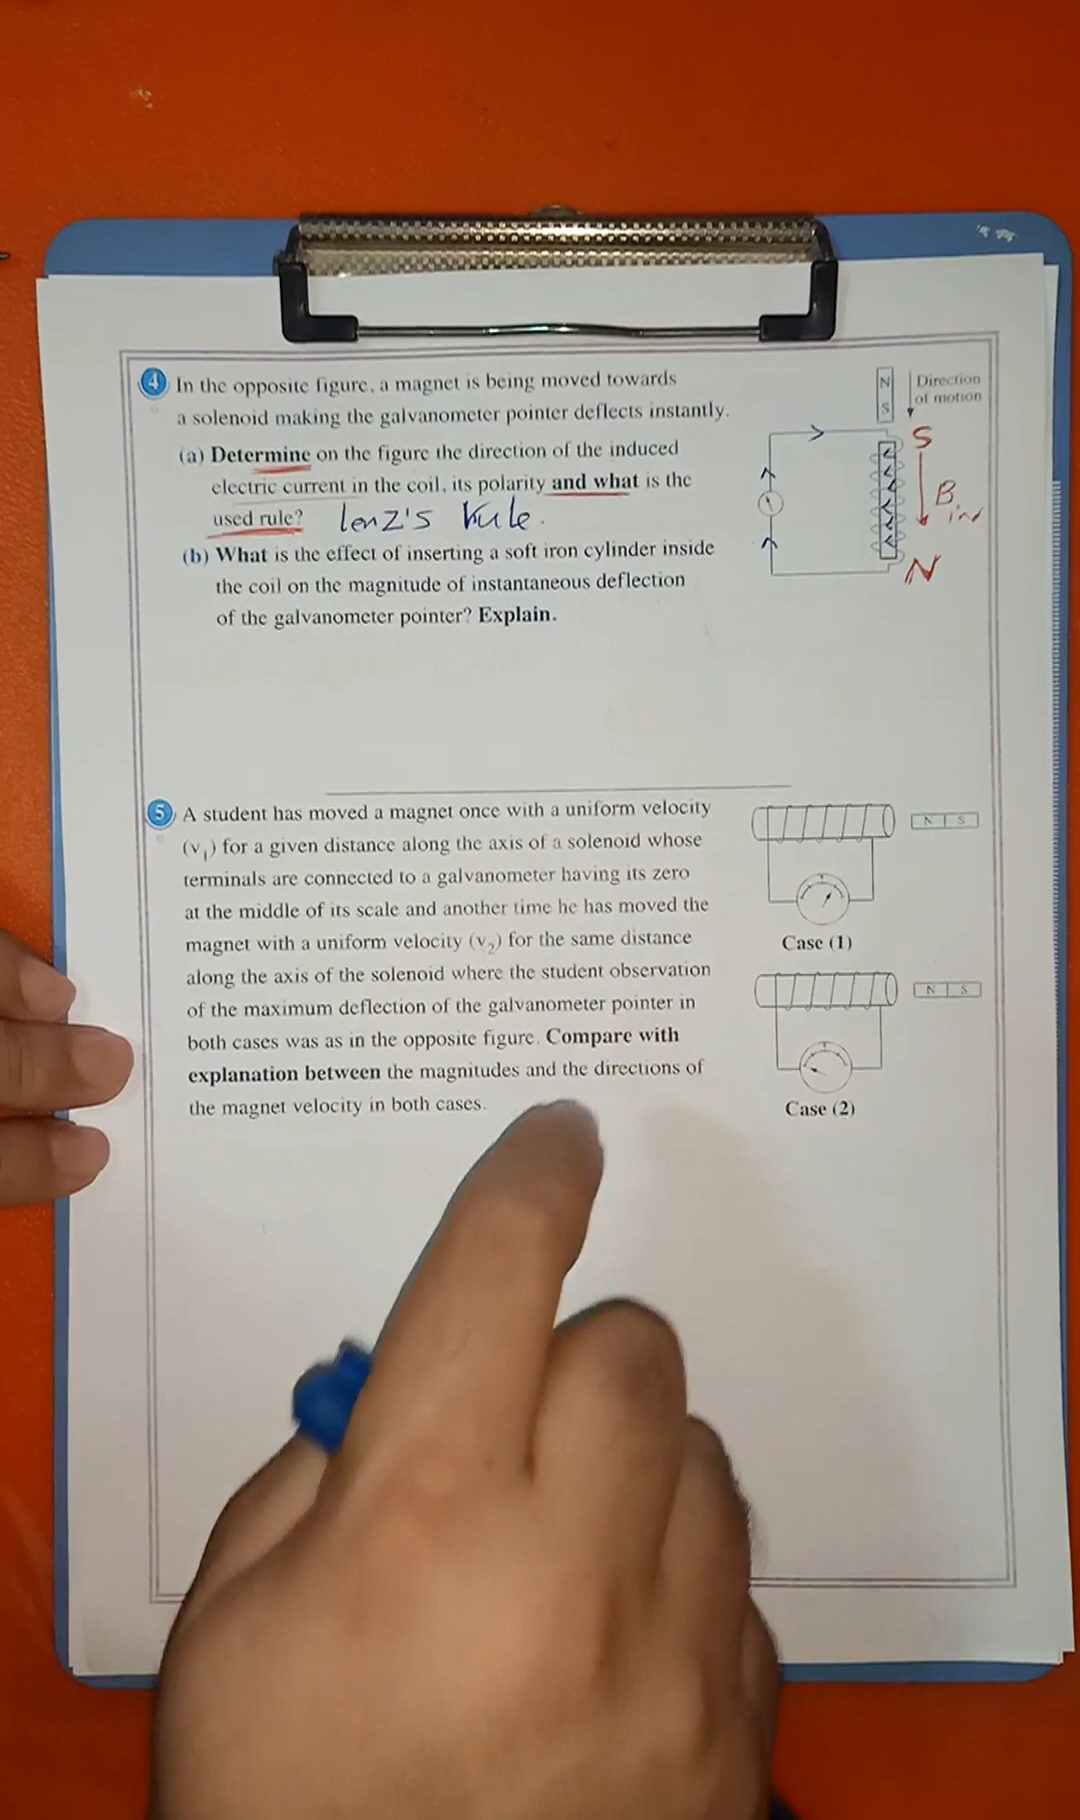 4 In the opposite figure, a magnet is being moved towards
a solenoid making the galvanometer pointer deflects instantly.
(a) Determine on the figure the direction of the induced
electric current in the coil, its polarity and what is the
used rule? lenz's rule.
(b) What is the effect of inserting a soft iron cylinder inside
the coil on the magnitude of instantaneous deflection
of the galvanometer pointer? Explain.
N
S
Direction
of motion
S
B ind
N
5 A student has moved a magnet once with a uniform velocity
(v₁) for a given distance along the axis of a solenoid whose
terminals are connected to a galvanometer having its zero
at the middle of its scale and another time he has moved the
magnet with a uniform velocity (v₂) for the same distance
along the axis of the solenoid where the student observation
of the maximum deflection of the galvanometer pointer in
both cases was as in the opposite figure. Compare with
explanation between the magnitudes and the directions of
the magnet velocity in both cases.
N S
Case (1)
N S
Case (2)